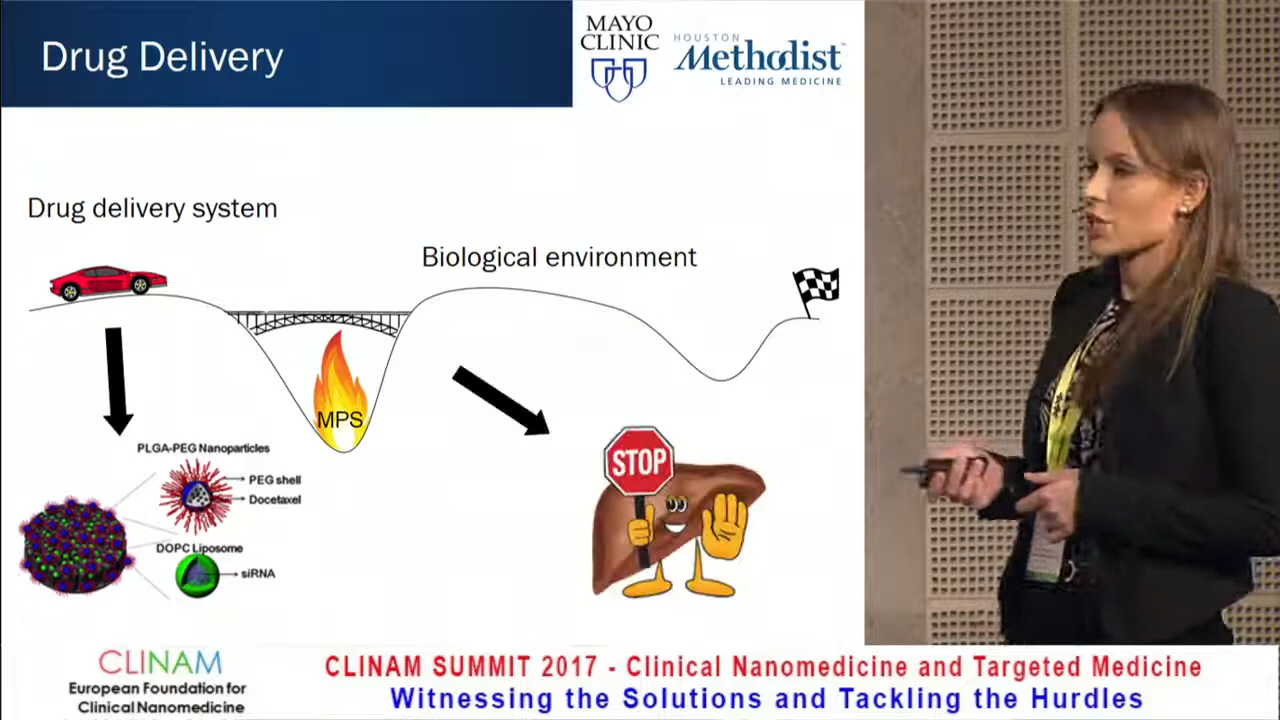 Drug Delivery
MAYO
CLINIC
HOUSTON
Methodist
LEADING MEDICINE
Drug delivery system
Biological environment
MPS
PLGA-PEG Nanoparticles
PEG shell
Docetaxel
DOPC Liposome
siRNA
STOP
CLINAM
European Foundation for
Clinical Nanomedicine
CLINAM SUMMIT 2017 - Clinical Nanomedicine and Targeted Medicine
Witnessing the Solutions and Tackling the Hurdles